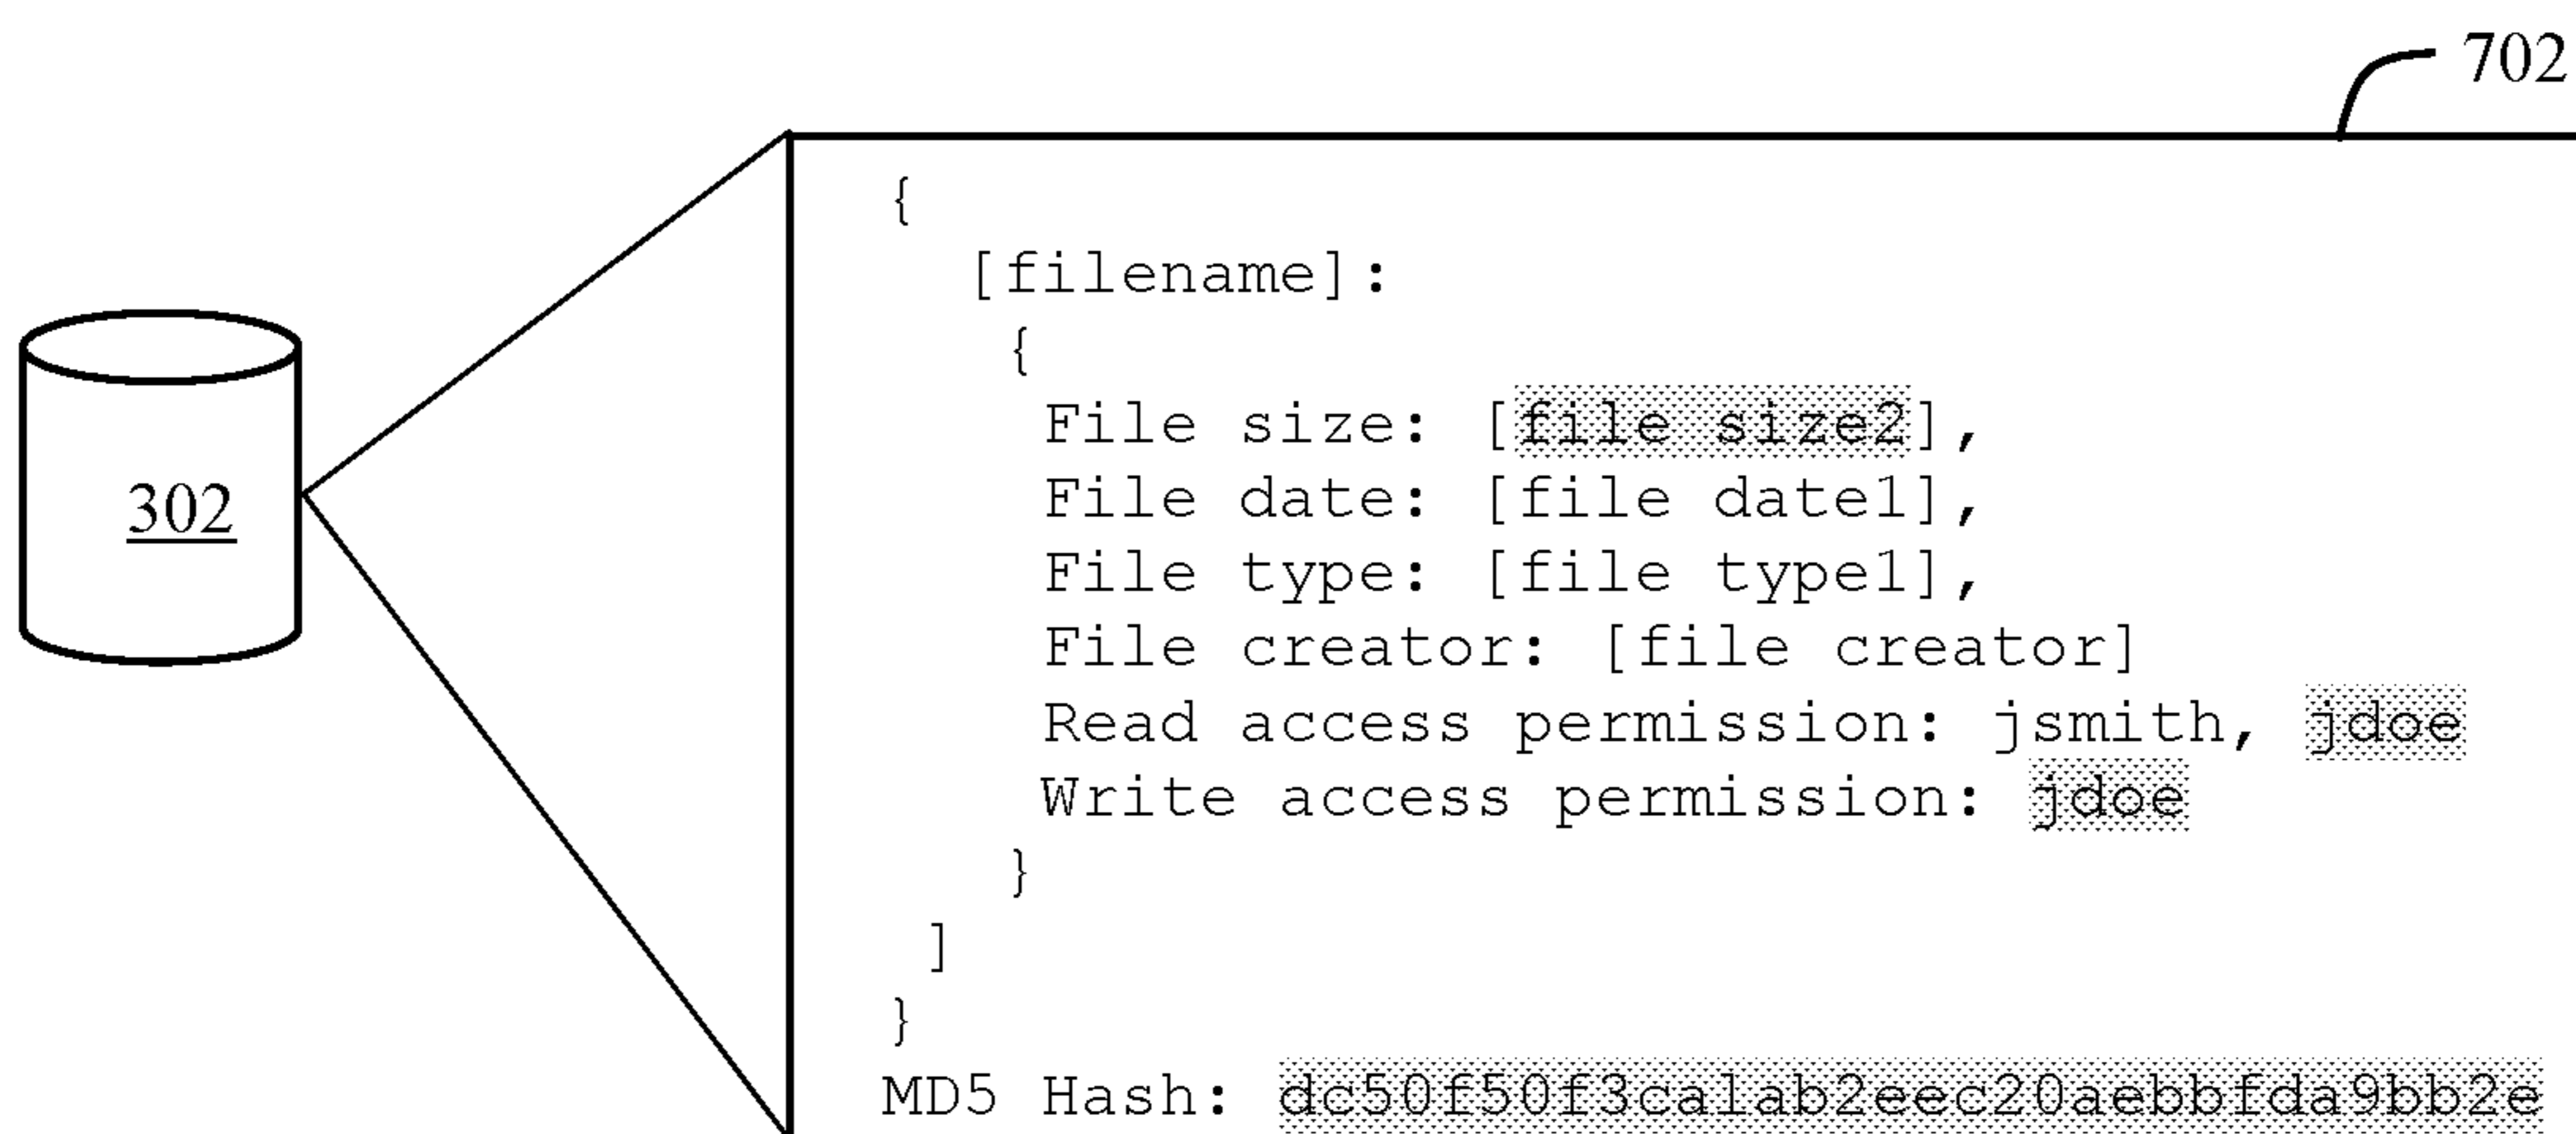 702
{
[filename]:
{
File size: [file size2],
File date: [file date1],
File type: [file type1],
File creator: [file creator]
Read access permission: jsmith, jdoe
Write access permission: jdoe
}
]
}
MD5 Hash: dc50f50f3ca1ab2eec20aebbfda9bb2e
302